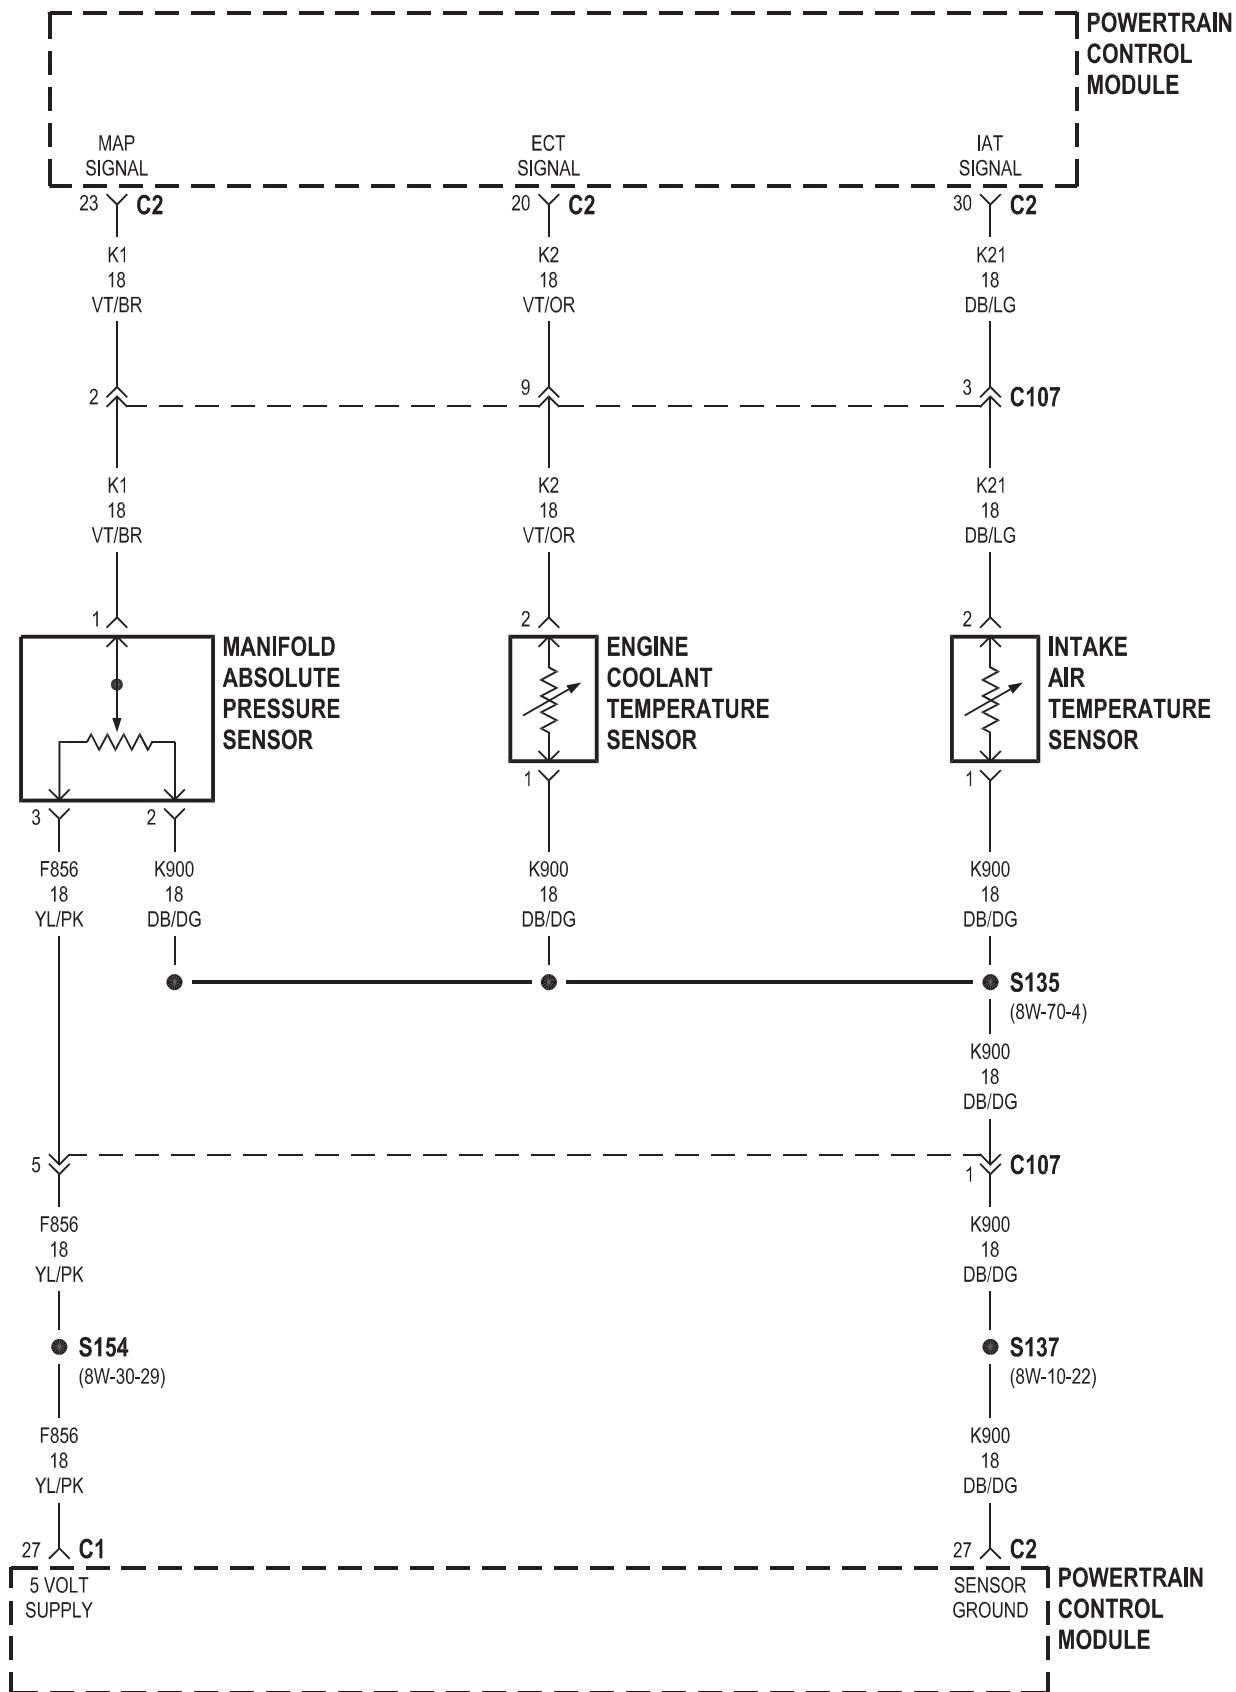 POWERTRAIN
CONTROL
MODULE
MAP
SIGNAL
ECT
SIGNAL
IAT
SIGNAL
23 C2
20 C2
30 C2
K1
18
VT/BR
K2
18
VT/OR
K21
18
DB/LG
2
9
3 C107
K1
18
VT/BR
K2
18
VT/OR
K21
18
DB/LG
1
2
2
MANIFOLD
ABSOLUTE
PRESSURE
SENSOR
ENGINE
COOLANT
TEMPERATURE
SENSOR
INTAKE
AIR
TEMPERATURE
SENSOR
3
2
1
1
F856
18
YL/PK
K900
18
DB/DG
K900
18
DB/DG
K900
18
DB/DG
S135
(8W-70-4)
K900
18
DB/DG
5
1 C107
F856
18
YL/PK
K900
18
DB/DG
S154
(8W-30-29)
S137
(8W-10-22)
F856
18
YL/PK
K900
18
DB/DG
27 C1
27 C2
5 VOLT
SUPPLY
SENSOR
GROUND
POWERTRAIN
CONTROL
MODULE